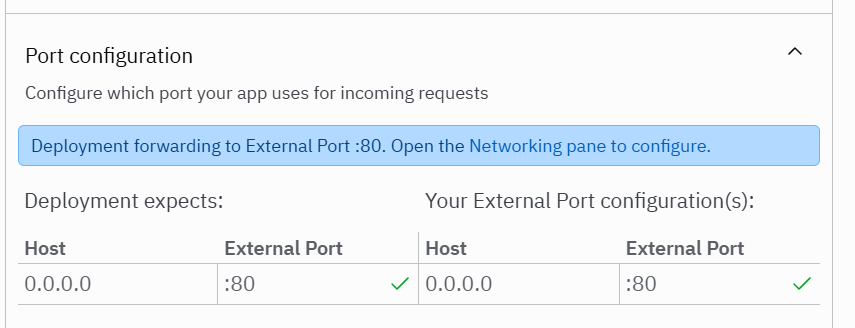 Port configuration
Configure which port your app uses for incoming requests
Deployment forwarding to External Port :80. Open the Networking pane to configure.
Deployment expects: Your External Port configuration(s):
Host External Port Host External Port
0.0.0.0 :80 0.0.0.0 :80